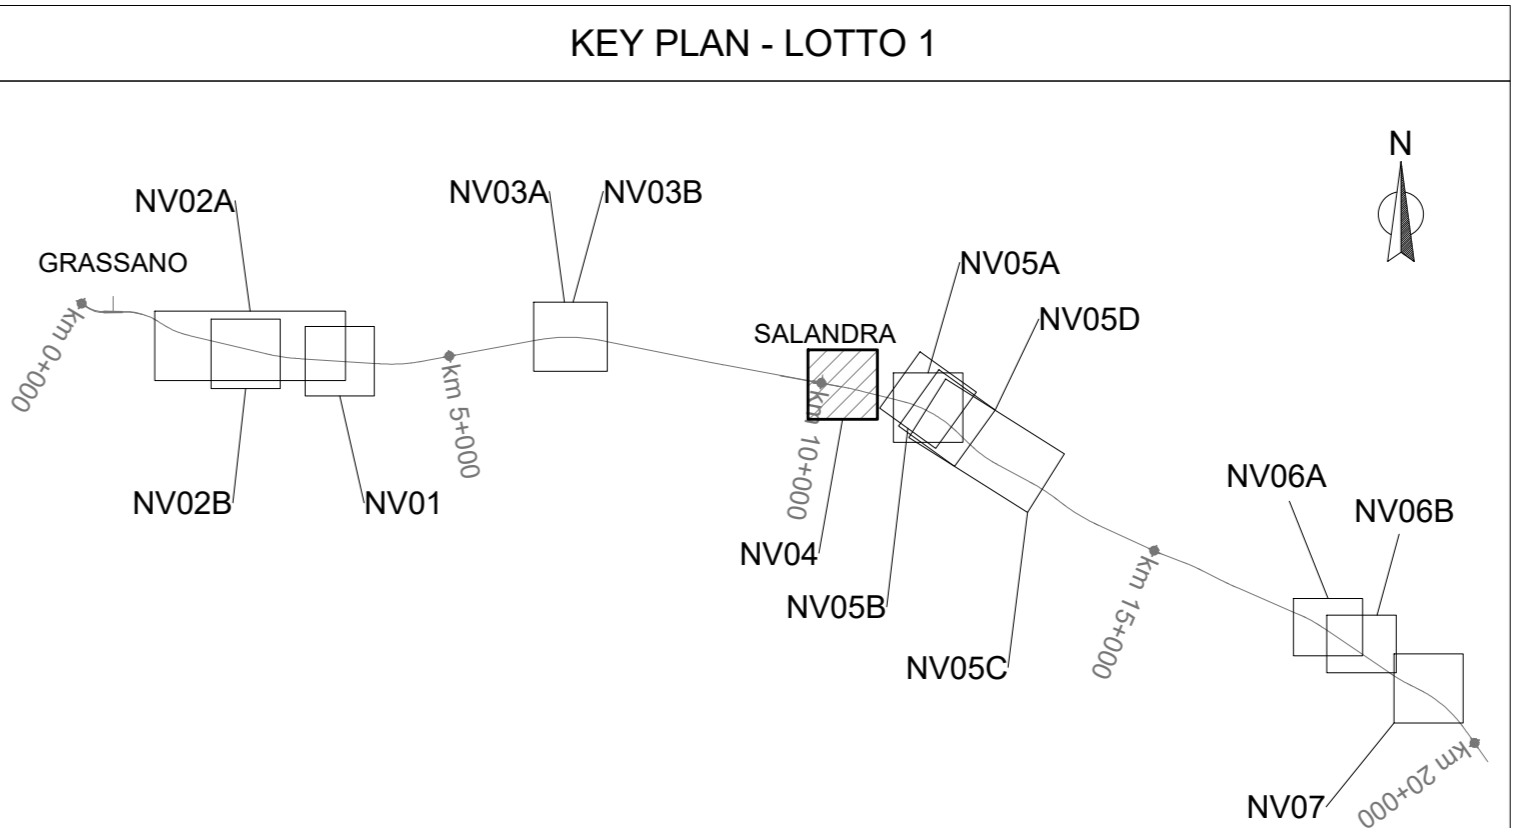 KEY PLAN - LOTTO 1
N
NV02A
NV03A
NV03B
GRASSANO
NV05A
NV05D
SALANDRA
km 0+000
km 5+000
km 10+000
NV02B
NV01
NV04
NV06A
NV06B
NV05B
km 15+000
NV05C
NV07
km 20+000